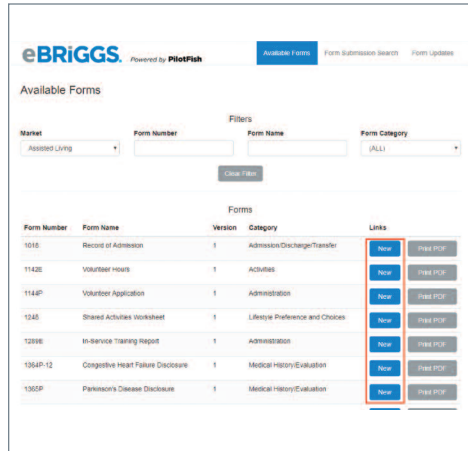 eBRiGGS. Powered by PilotFish
Available Forms Form Submission Search Form Updates
Available Forms
Filters
Market Form Number Form Name Form Category
Assisted Living (ALL)
Clear Filter
Forms
Form Number Form Name Version Category Links
1016 Record of Admission 1 Admission/Discharge/Transfer New Print PDF
1142E Volunteer Hours 1 Activities New Print PDF
1144P Volunteer Application 1 Administration New Print PDF
1245 Shared Activities Worksheet 1 Lifestyle Preference and Choices New Print PDF
In-Service Training Report 1 Administration New Print PDF
1364P-12 Congestive Heart Failure Disclosure 1 Medical History/Evaluation New Print PDF
1365P Parkinson's Disease Disclosure 1 Medical History/Evaluation New Print PDF